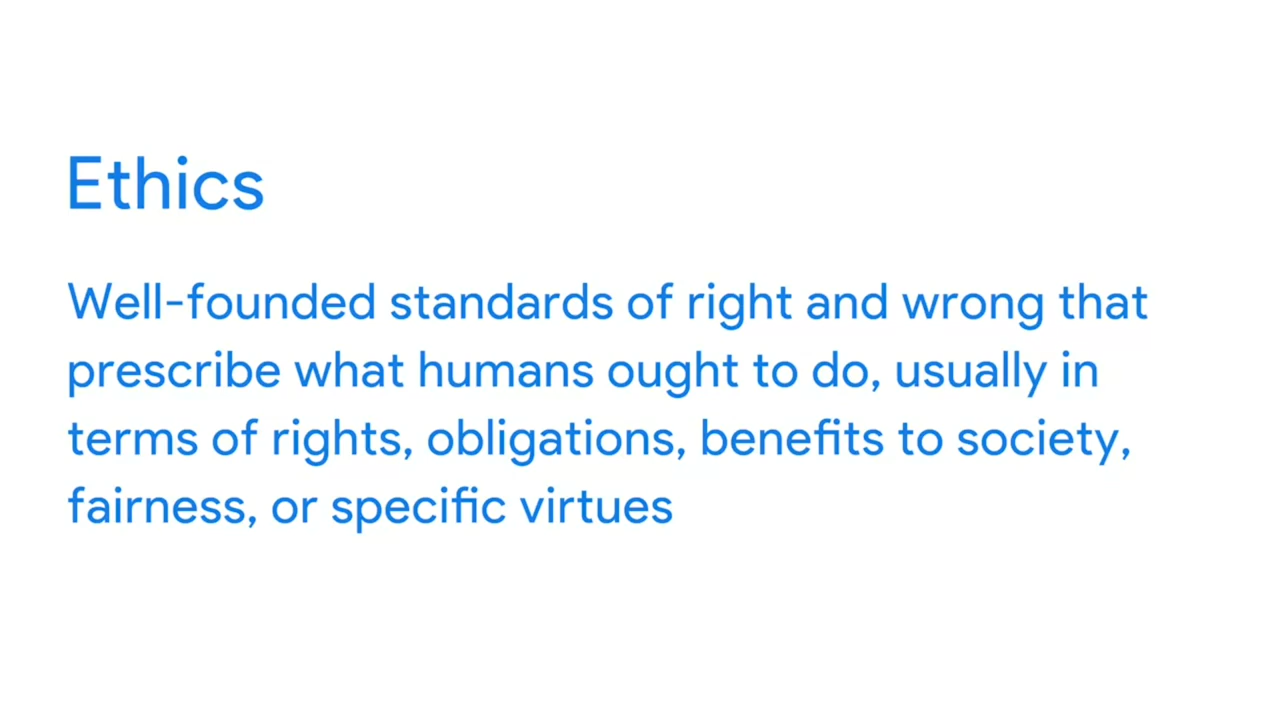 Ethics
Well-founded standards of right and wrong that
prescribe what humans ought to do, usually in
terms of rights, obligations, benefits to society,
fairness, or specific virtues